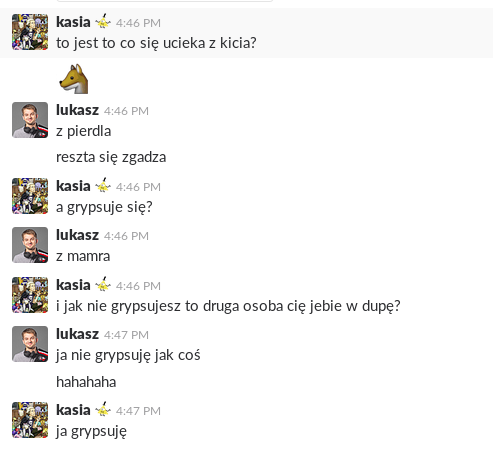 kasia 4:46 PM
to jest to co się ucieka z kicia?
lukasz 4:46 PM
z pierdla
reszta się zgadza
kasia 4:46 PM
a grypsuje się?
lukasz 4:46 PM
z mamra
kasia 4:46 PM
i jak nie grypsujesz to druga osoba cię jebie w dupę?
lukasz 4:47 PM
ja nie grypsuję jak coś
hahahaha
kasia 4:47 PM
ja grypsuję